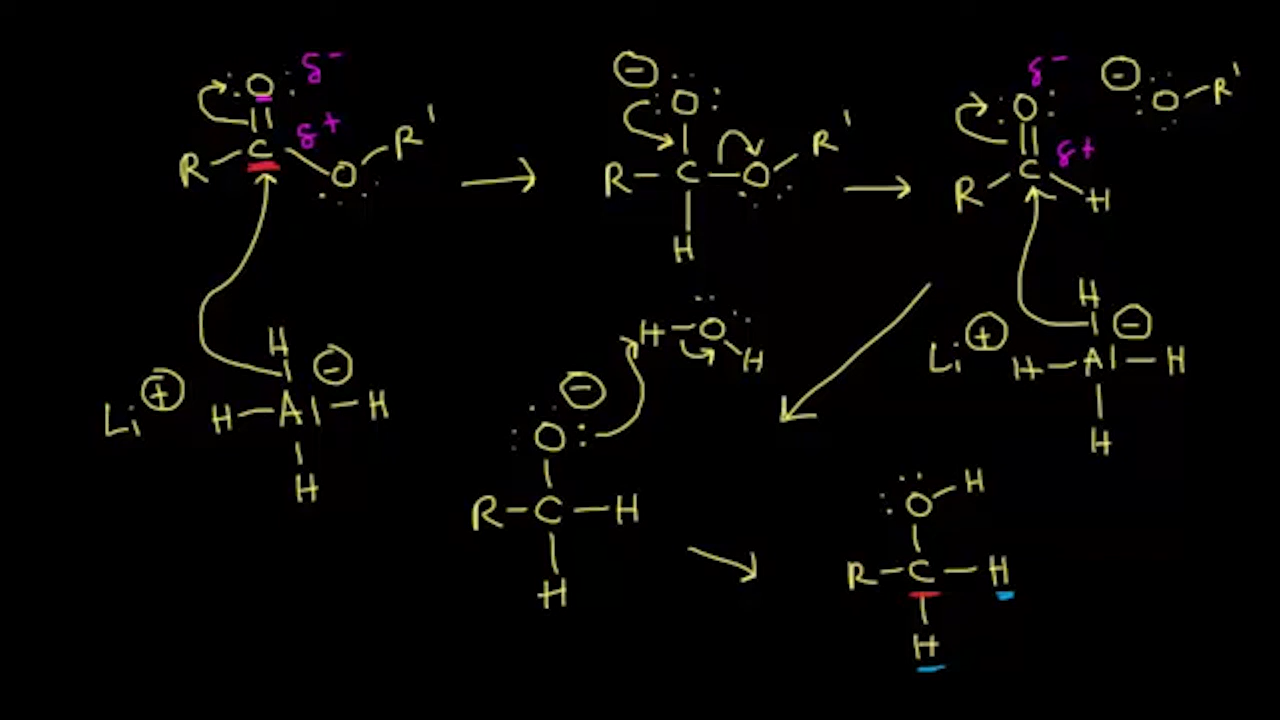 δ- δ- ⊖
O ⊖ O O-R'
δ+ O
C R' R' C δ+
R O R-C-O R H
H
H-O H ⊖
H ⊖ H Li⊕ H-Al-H
Li⊕ H-Al-H ⊖
H O H
R-C-H O-H
H R-C-H
H